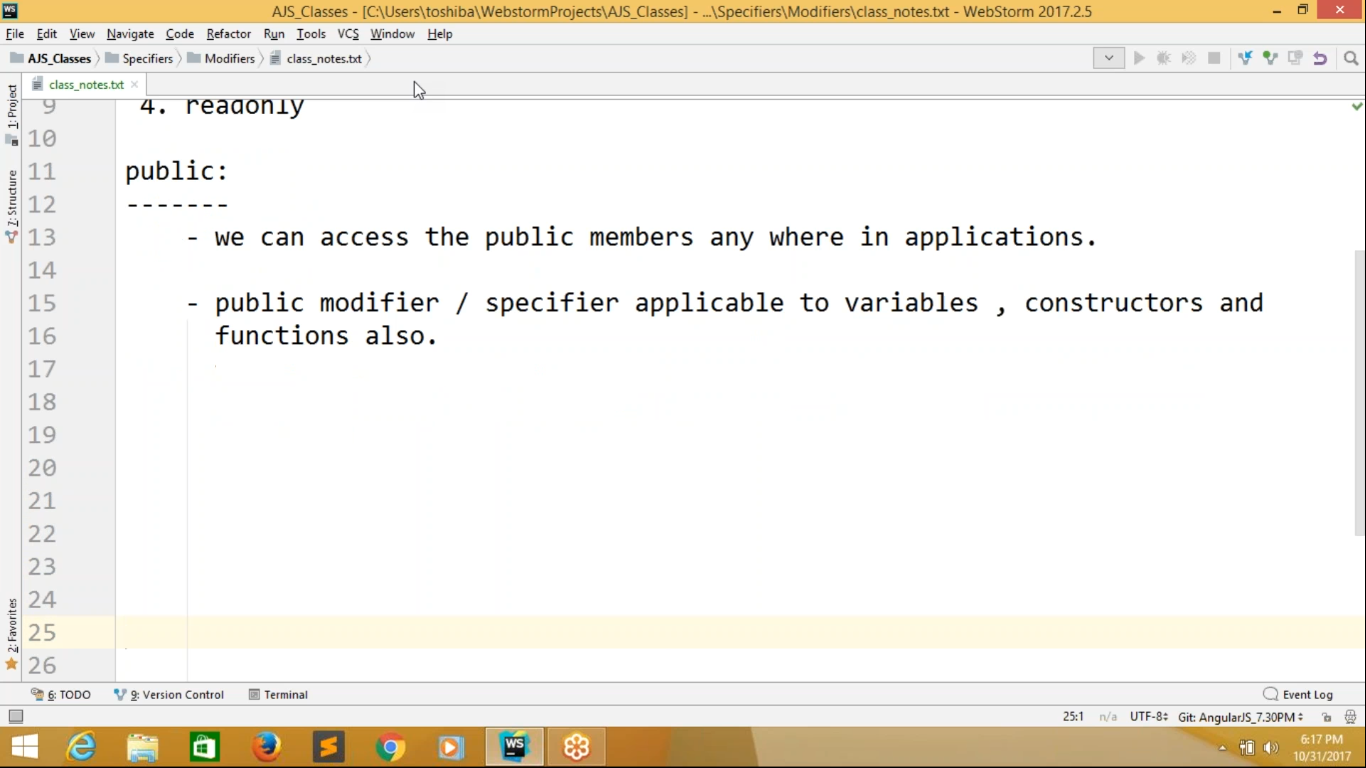 AJS_Classes - [C:\Users\toshiba\WebstormProjects\AJS_Classes] - ...\Specifiers\Modifiers\class_notes.txt - WebStorm 2017.2.5
File Edit View Navigate Code Refactor Run Tools VCS Window Help
AJS_Classes Specifiers Modifiers class_notes.txt
class_notes.txt
1: Project
7: Structure
2: Favorites
9 4. readonly
10
11 public:
12 -------
13 - we can access the public members any where in applications.
14
15 - public modifier / specifier applicable to variables , constructors and
16 functions also.
17
18
19
20
21
22
23
24
25
26
6: TODO 9: Version Control Terminal Event Log
25:1 n/a UTF-8 Git: AngularJS_7.30PM
WS
6:17 PM
10/31/2017